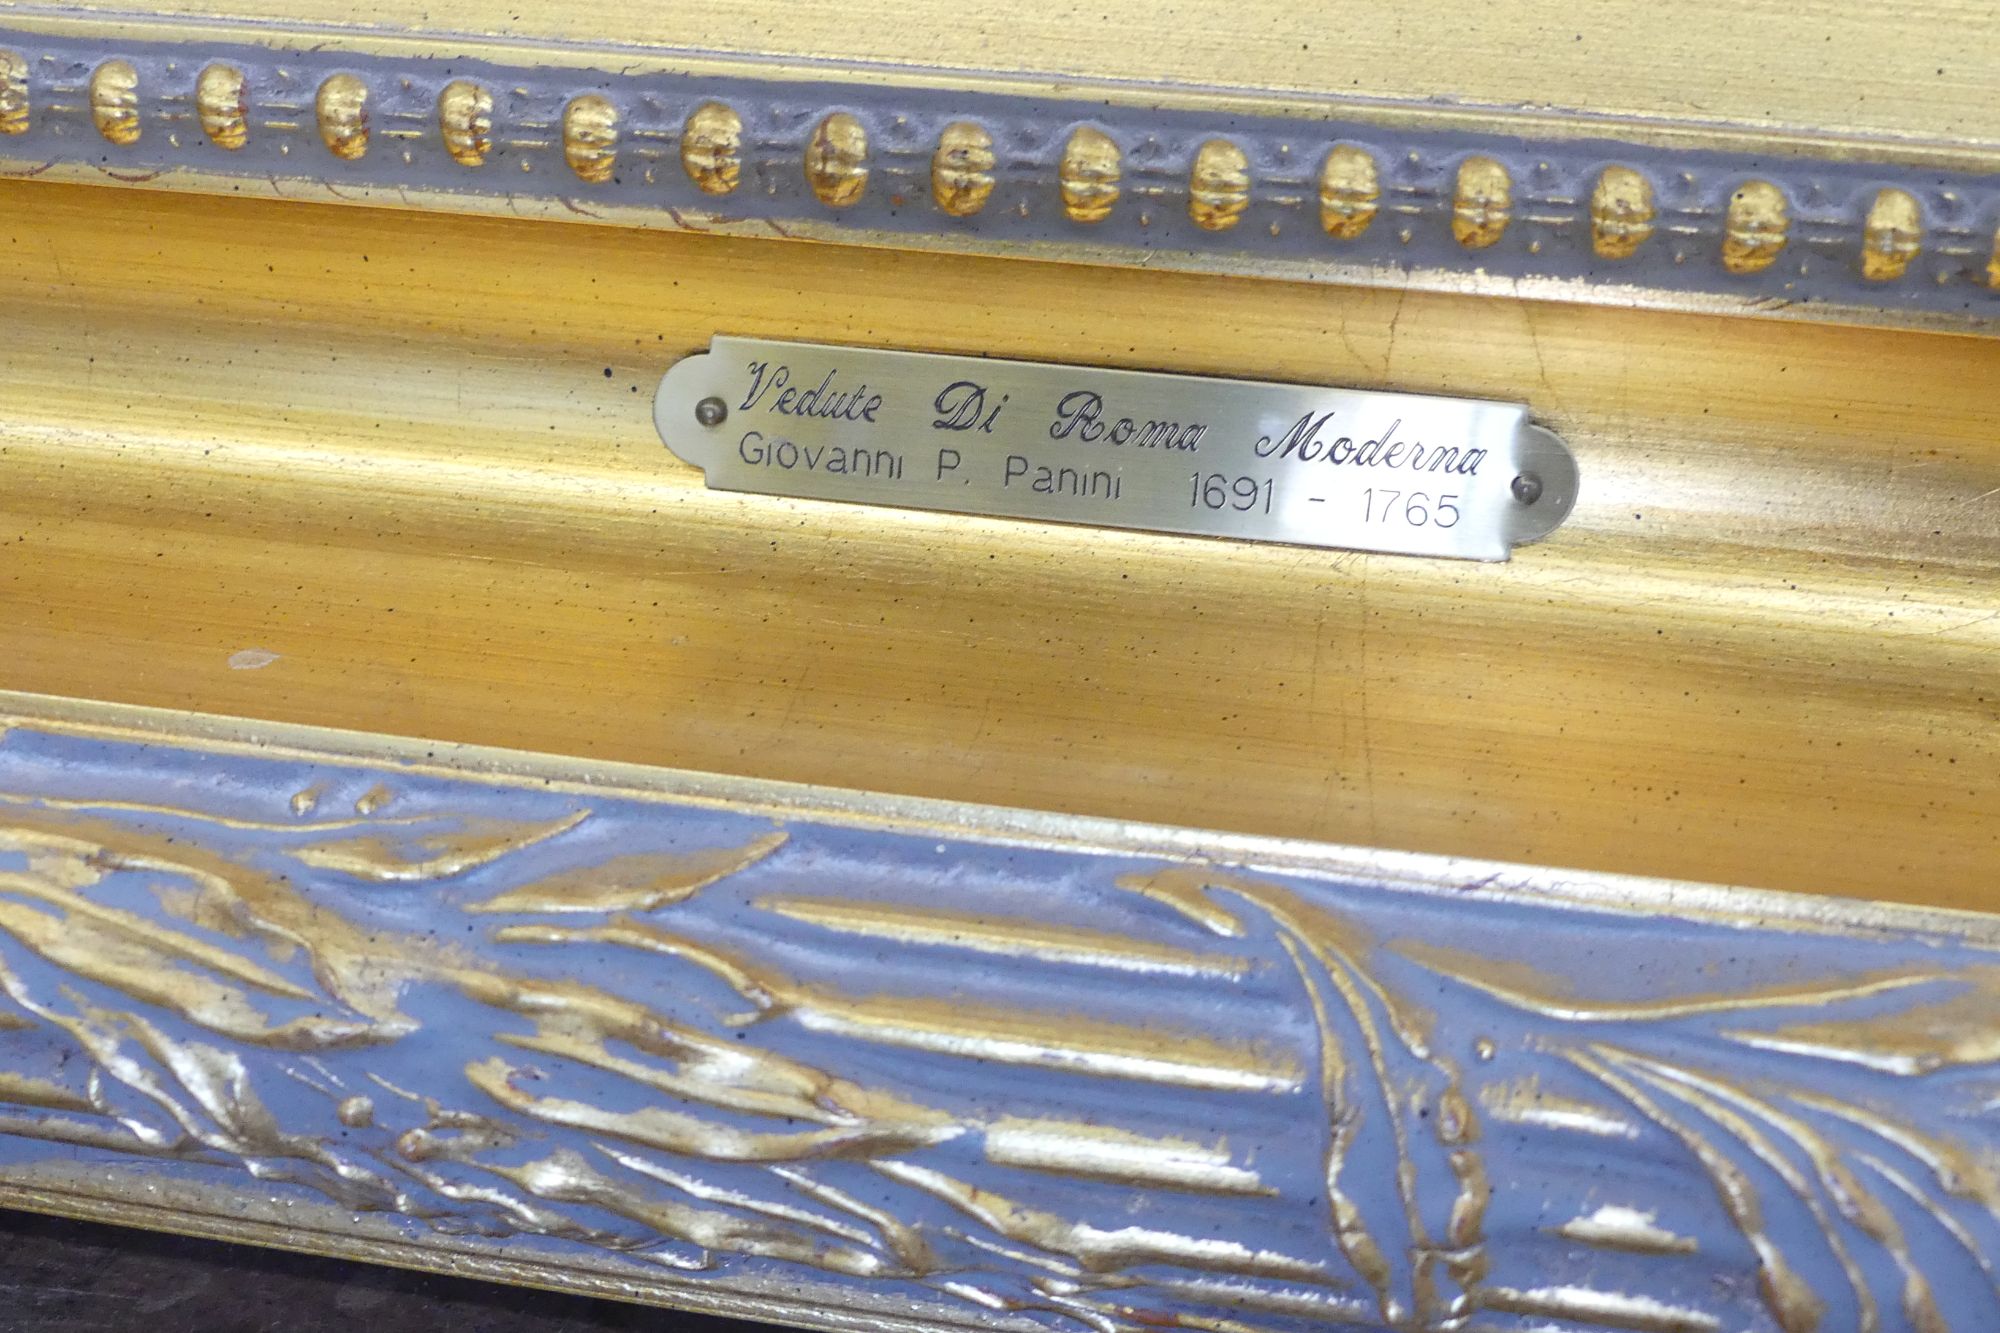 Vedute Di Roma Moderna
Giovanni P. Panini 1691 - 1765